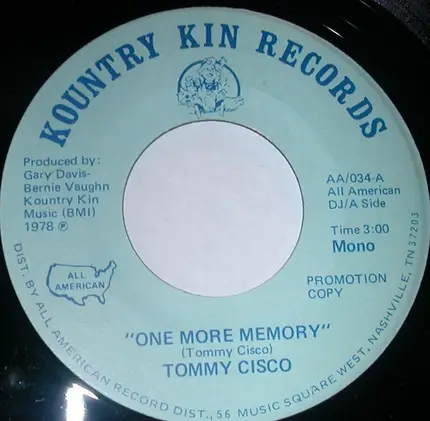 KOUNTRY KIN RECORDS
Produced by:
Gary Davis-
Bernie Vaughn
Kountry Kin
Music (BMI)
1978 ℗
AA/034-A
All American
DJ/A Side
Time 3:00
Mono
ALL
AMERICAN
PROMOTION
COPY
"ONE MORE MEMORY"
(Tommy Cisco)
TOMMY CISCO
DIST. BY ALL AMERICAN RECORD DIST., 56 MUSIC SQUARE WEST, NASHVILLE, TN 37203